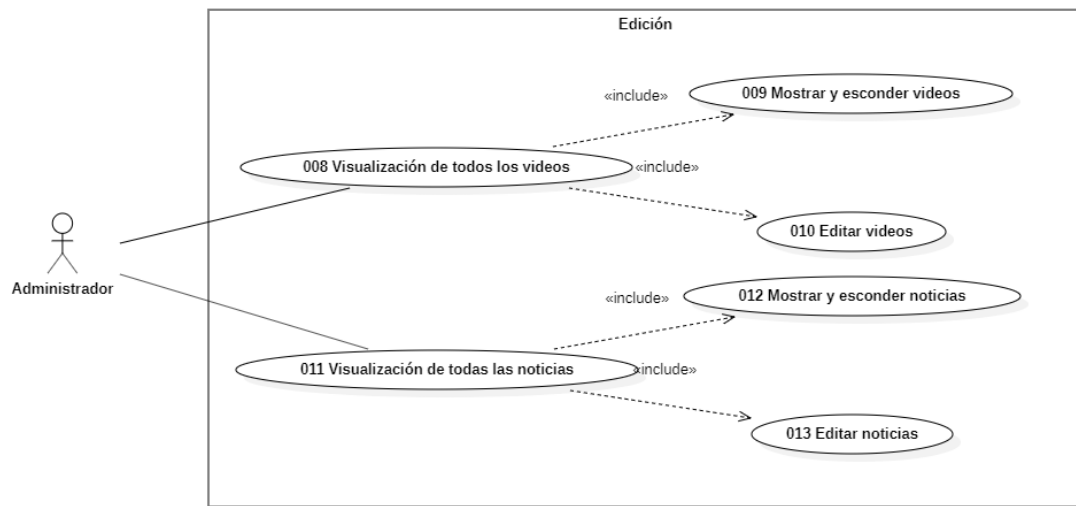 Edición
«include»
009 Mostrar y esconder videos
008 Visualización de todos los videos
«include»
010 Editar videos
Administrador
«include»
012 Mostrar y esconder noticias
011 Visualización de todas las noticias
«include»
013 Editar noticias